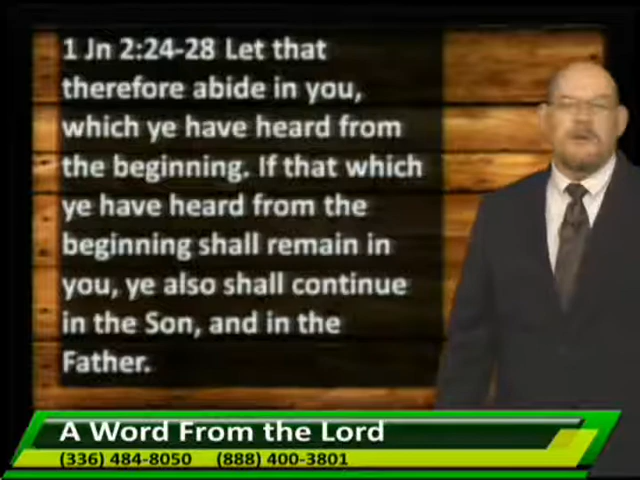 1 Jn 2:24-28 Let that
therefore abide in you,
which ye have heard from
the beginning. If that which
ye have heard from the
beginning shall remain in
you, ye also shall continue
in the Son, and in the
Father.
A Word From the Lord
(336) 484-8050 (888) 400-3801